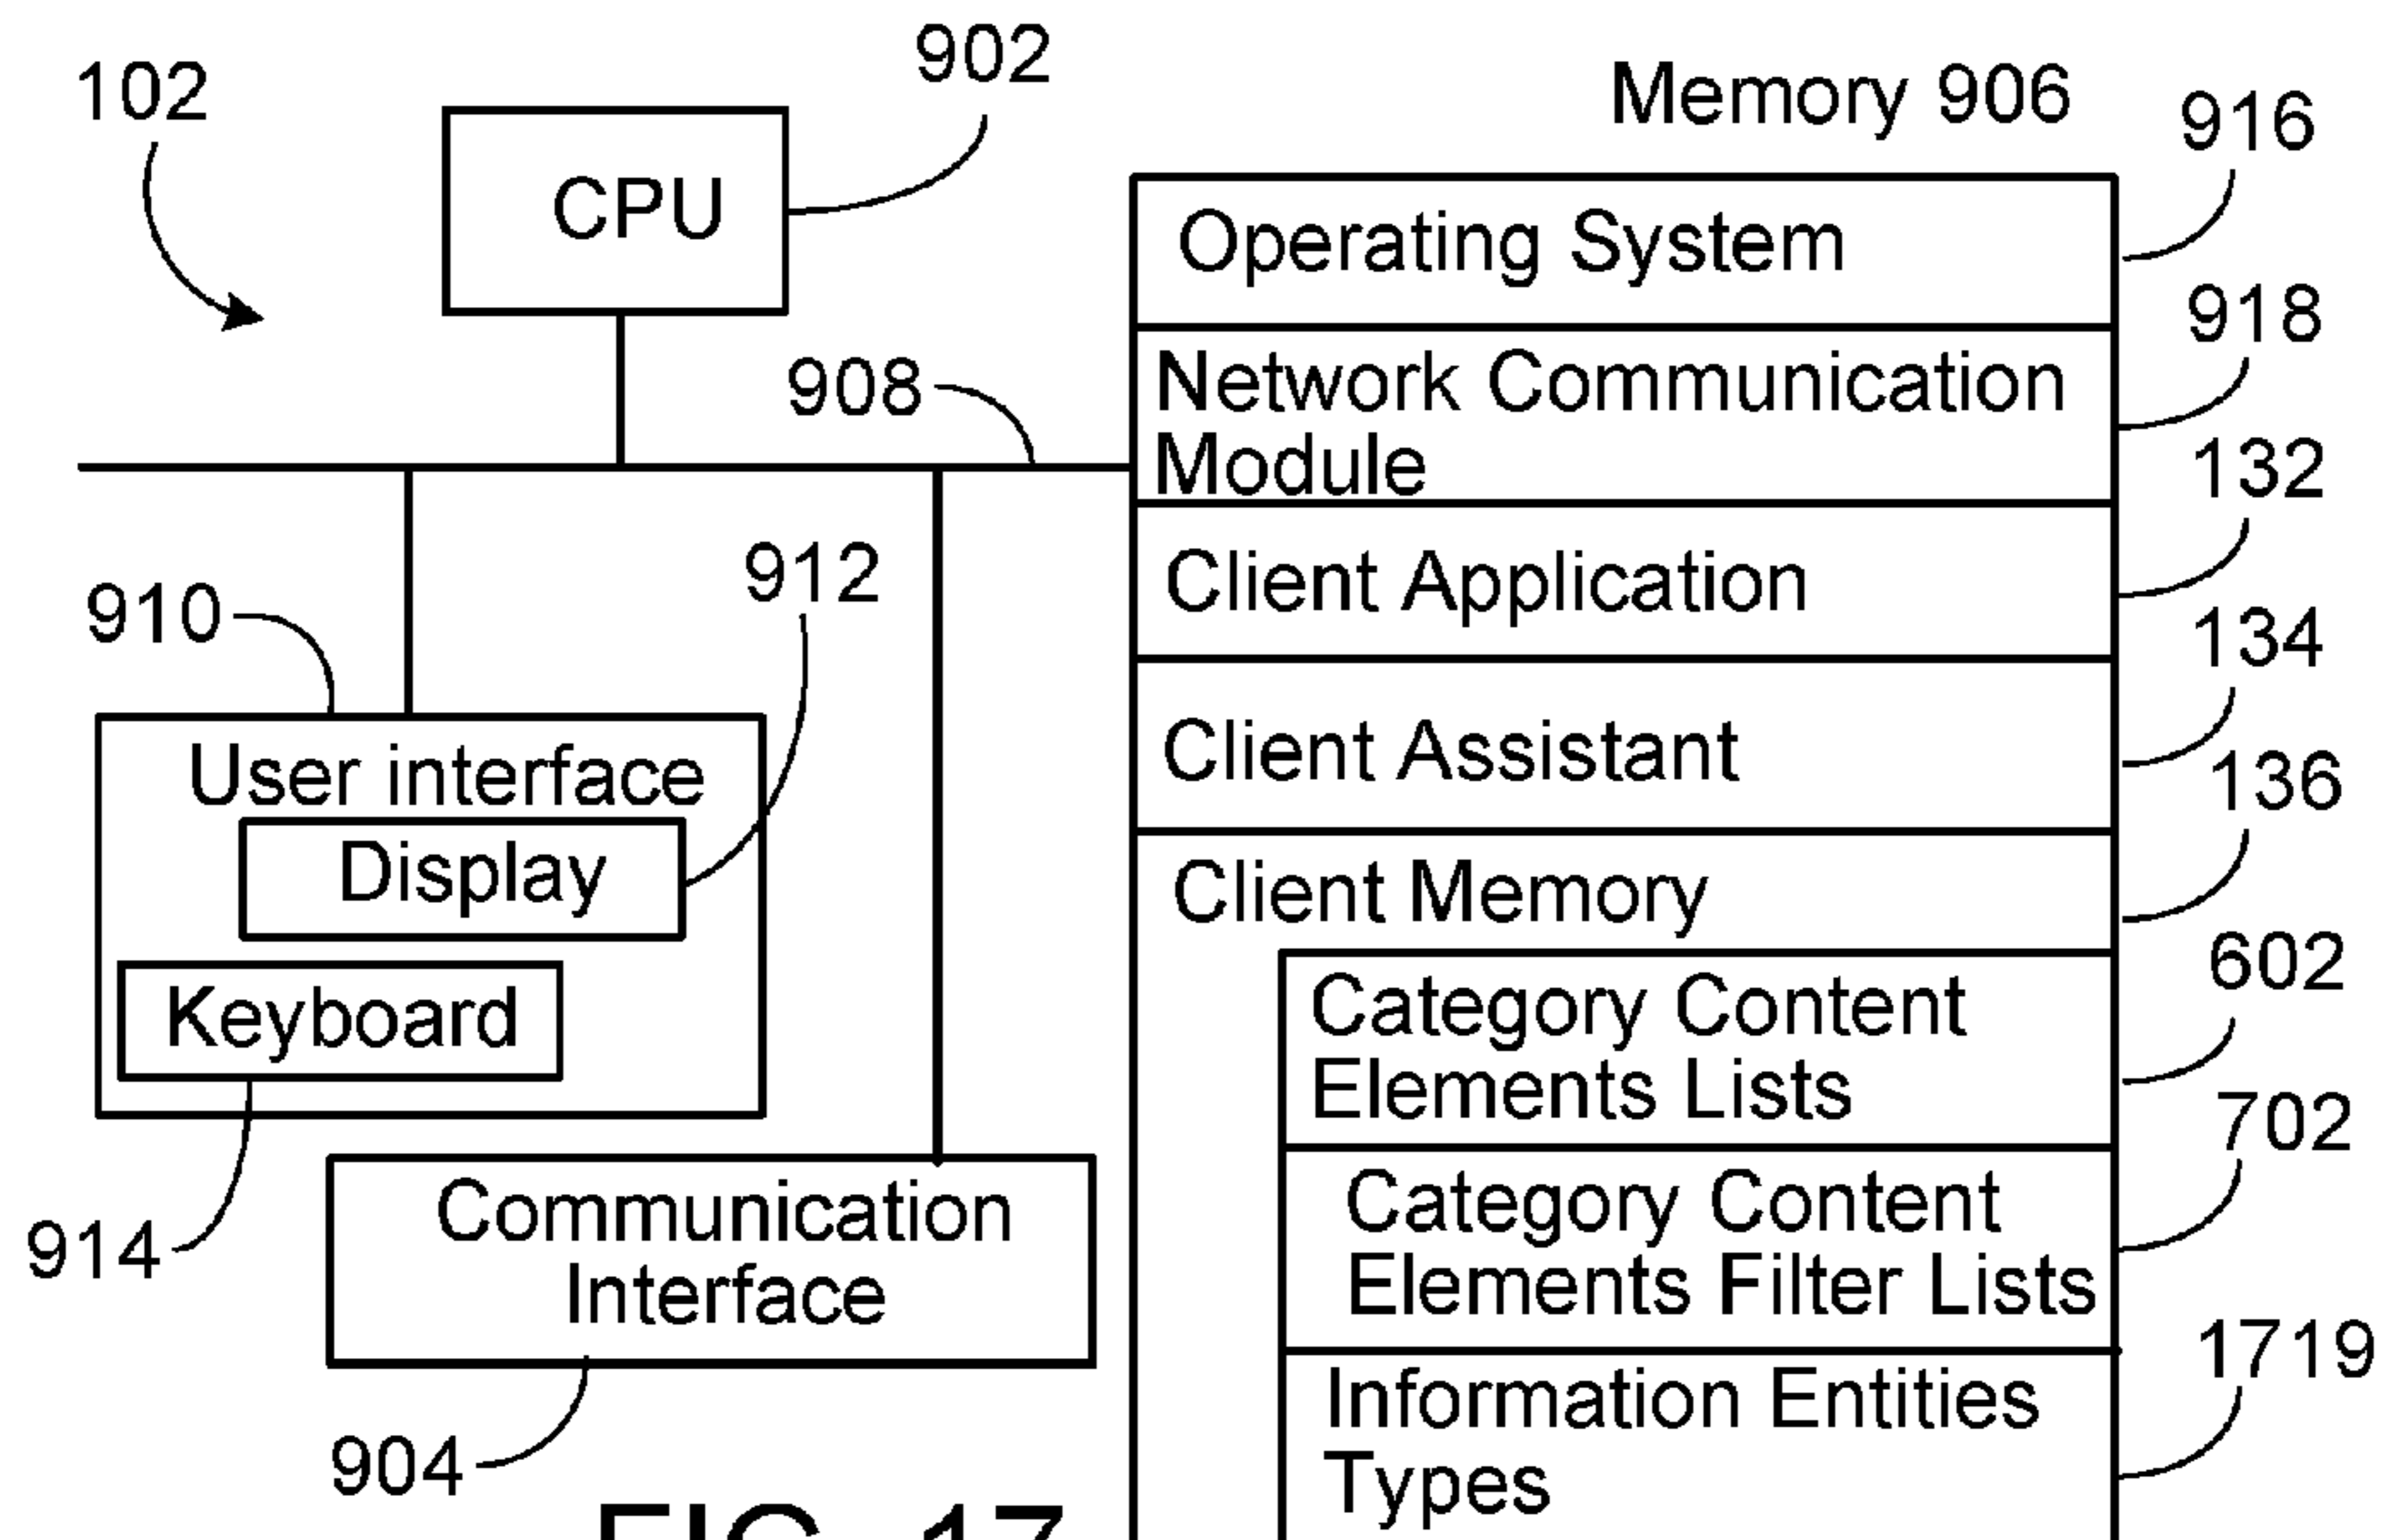 902
102
Memory 906
916
CPU
Operating System
918
908
Network Communication
Module
132
912
Client Application
910
134
User interface
Client Assistant
136
Display
Client Memory
602
Keyboard
Category Content
Elements Lists
702
914
Communication
Interface
Category Content
Elements Filter Lists
1719
Information Entities
Types
904
FIG. 17